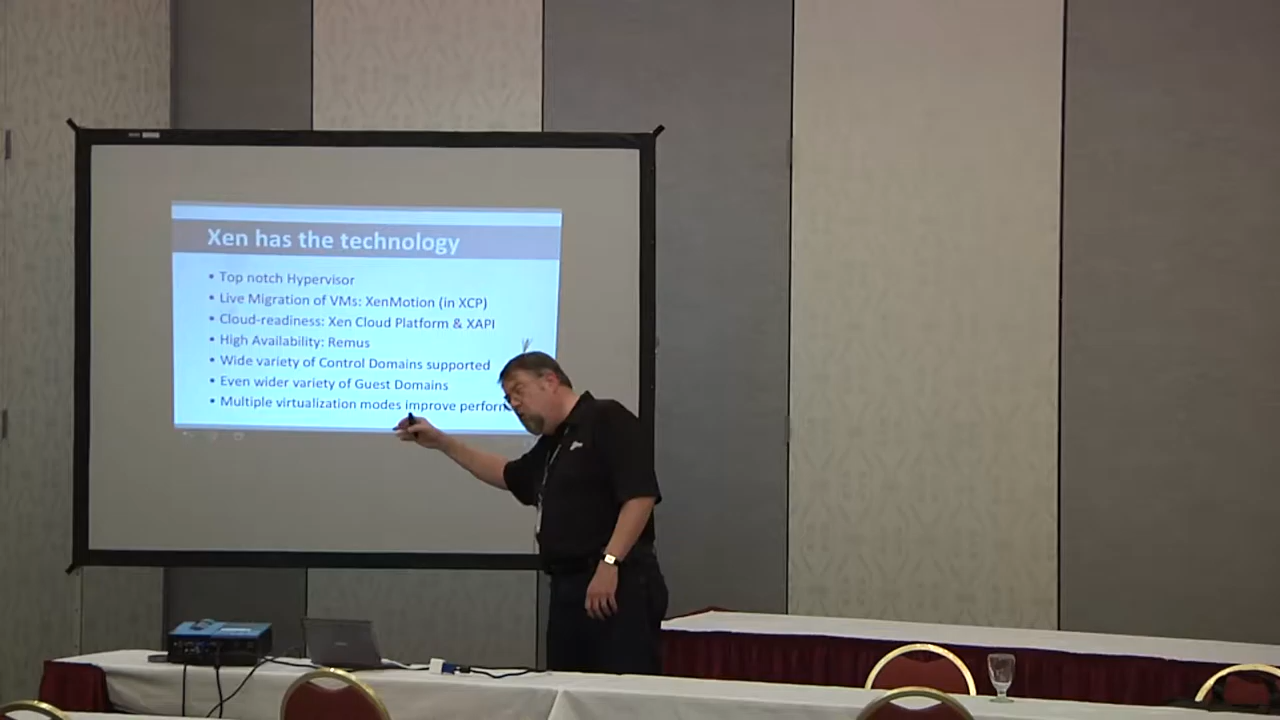 Xen has the technology
• Top notch Hypervisor
• Live Migration of VMs: XenMotion (in XCP)
• Cloud-readiness: Xen Cloud Platform & XAPI
• High Availability: Remus
• Wide variety of Control Domains supported
• Even wider variety of Guest Domains
• Multiple virtualization modes improve perform